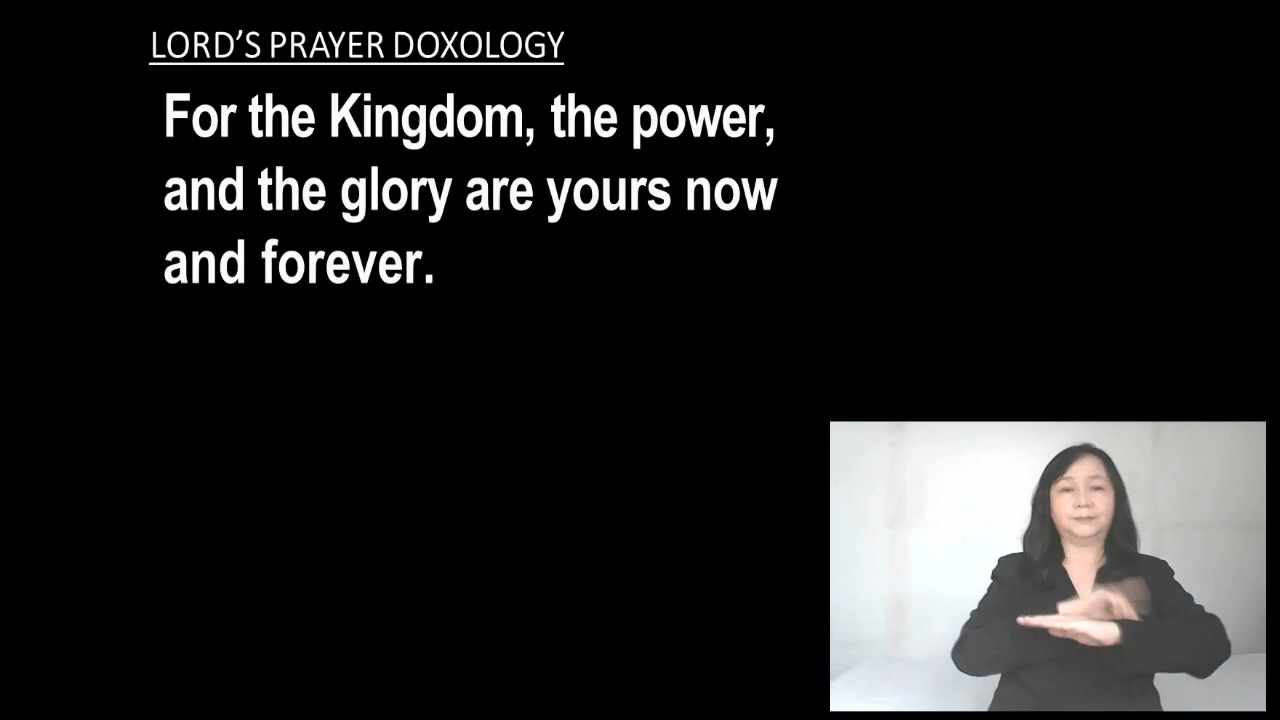 LORD’S PRAYER DOXOLOGY
For the Kingdom, the power,
and the glory are yours now
and forever.